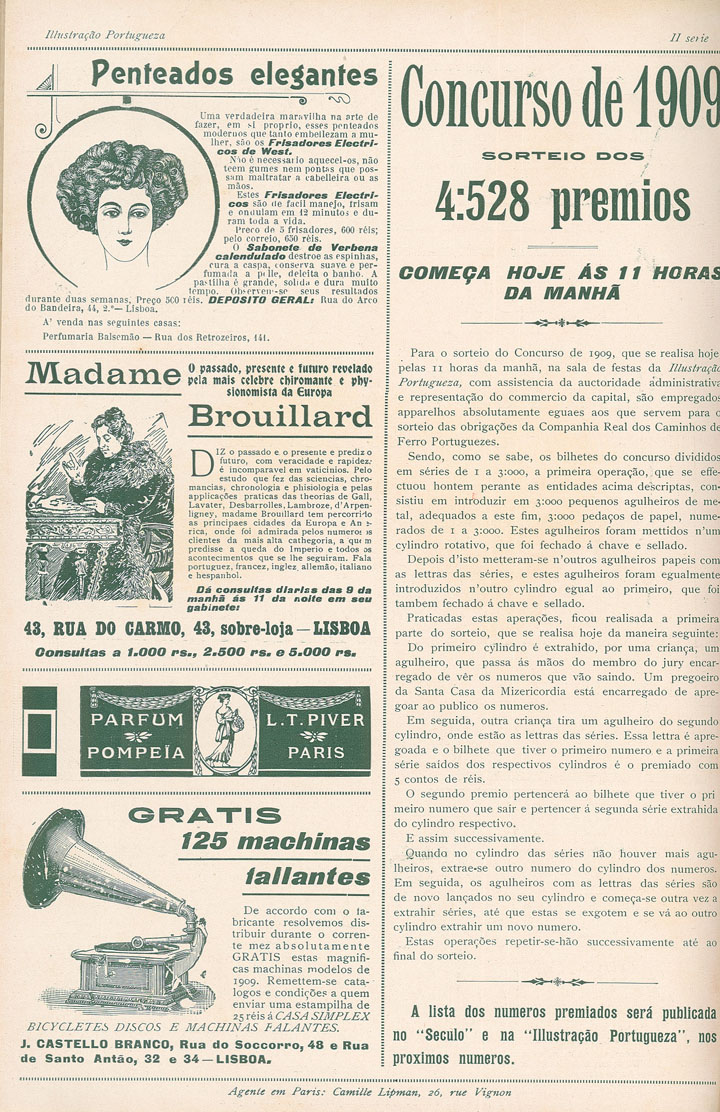 Illustração Portugueza
II serie
Penteados elegantes
Uma verdadeira maravilha na arte de
fazer, em si proprio, esses penteados
modernos que tanto embellezam a mu-
lher, são os Frisadores Electri-
cos de West.
Não é necessario aquecel-os, não
teem gumes nem pontas que pos-
sam maltratar a cabelleira ou as
mãos.
Estes Frisadores Electri-
cos são de facil manejo, frisam
e ondulam em 12 minutos e du-
ram toda a vida.
Preco de 5 frisadores, 600 réis;
pelo correio, 650 réis.
O Sabonete de Verbena
calendulado destroe as espinhas,
cura a caspa, conserva suave e per-
fumada a pelle, deleita o banho. A
pastilha é grande, solida e dura muito
tempo. Observem-se seus resultados
durante duas semanas, Preço 500 réis. DEPOSITO GERAL: Rua do Arco
do Bandeira, 44, 2.º—Lisboa.
A' venda nas seguintes casas:
Perfumaria Balsemão — Rua dos Retrozeiros, 141.
Madame
O passado, presente e futuro revelado
pela mais celebre chiromante e phy-
sionomista da Europa
Brouillard
DIZ o passado e o presente e prediz o
futuro, com veracidade e rapidez:
é incomparavel em vaticinios. Pelo
estudo que fez das sciencias, chro-
mancias, chronologia e phisiologia e pelas
applicações praticas das theorias de Gall,
Lavater, Desbarrolles, Lambroze, d'Arpen-
ligney, madame Brouillard tem percorrido
as principaes cidades da Europa e Ame-
rica, onde foi admirada pelos numerosos
clientes da mais alta cathegoria, a quem
predisse a queda do Imperio e todos os
acontecimentos que se lhe seguiram. Fala
portuguez, francez, inglez, allemão, italiano
e hespanhol.
Dá consultas diarias das 9 da
manhã ás 11 da noite em seu
gabinete:
43, RUA DO CARMO, 43, sobre-loja — LISBOA
Consultas a 1.000 rs., 2.500 rs. e 5.000 rs.
PARFUM
POMPEÏA
L.T. PIVER
PARIS
GRATIS
125 machinas
fallantes
De accordo com o fa-
bricante resolvemos dis-
tribuir durante o corren-
te mez absolutamente
GRATIS estas magnifi-
cas machinas modelos de
1909. Remettem-se cata-
logos e condições a quem
enviar uma estampilha de
25 réis á CASA SIMPLEX
BICYCLETES DISCOS E MACHINAS FALANTES.
J. CASTELLO BRANCO, Rua do Soccorro, 48 e Rua
de Santo Antão, 32 e 34—LISBOA.
Concurso de 1909
SORTEIO DOS
4:528 premios
COMEÇA HOJE ÁS 11 HORAS
DA MANHÃ
Para o sorteio do Concurso de 1909, que se realisa hoje
pelas 11 horas da manhã, na sala de festas da Illustração
Portugueza, com assistencia da auctoridade administrativa
e representação do commercio da capital, são empregados
apparelhos absolutamente eguaes aos que servem para o
sorteio das obrigações da Companhia Real dos Caminhos de
Ferro Portuguezes.
Sendo, como se sabe, os bilhetes do concurso divididos
em séries de 1 a 3:000, a primeira operação, que se effe-
ctuou hontem perante as entidades acima descriptas, con-
sistiu em introduzir em 3:000 pequenos agulheiros de me-
tal, adequados a este fim, 3:000 pedaços de papel, nume-
rados de 1 a 3:000. Estes agulheiros foram mettidos n'um
cylindro rotativo, que foi fechado á chave e sellado.
Depois d'isto metteram-se n'outros agulheiros papeis com
as letras das séries, e estes agulheiros foram egualmente
introduzidos n'outro cylindro egual ao primeiro, que foi
tambem fechado á chave e sellado.
Praticadas estas aperações, ficou realisada a primeira
parte do sorteio, que se realisa hoje da maneira seguinte:
Do primeiro cylindro é extrahido, por uma criança, um
agulheiro, que passa ás mãos do membro do jury encar-
regado de vêr os numeros que vão saindo. Um pregoeiro
da Santa Casa da Mizericordia está encarregado de apre-
goar ao publico os numeros.
Em seguida, outra criança tira um agulheiro do segundo
cylindro, onde estão as letras das séries. Essa letra é apre-
goada e o bilhete que tiver o primeiro numero e a primeira
série saídos dos respectivos cylindros é o premiado com
5 contos de réis.
O segundo premio pertencerá ao bilhete que tiver o pri
meiro numero que sair e pertencer á segunda série extrahida
do cylindro respectivo.
E assim successivamente.
Quando no cylindro das séries não houver mais agu-
lheiros, extrae-se outro numero do cylindro dos numeros.
Em seguida, os agulheiros com as letras das séries são
de novo lançados no seu cylindro e começa-se outra vez a
extrahir séries, até que estas se exgotem e se vá ao outro
cylindro extrahir um novo numero.
Estas operações repetir-se-hão successivamente até ao
final do sorteio.
A lista dos numeros premiados será publicada
no "Seculo" e na "Illustração Portugueza", nos
proximos numeros.
Agente em Paris: Camille Lipman, 26, rue Vignon